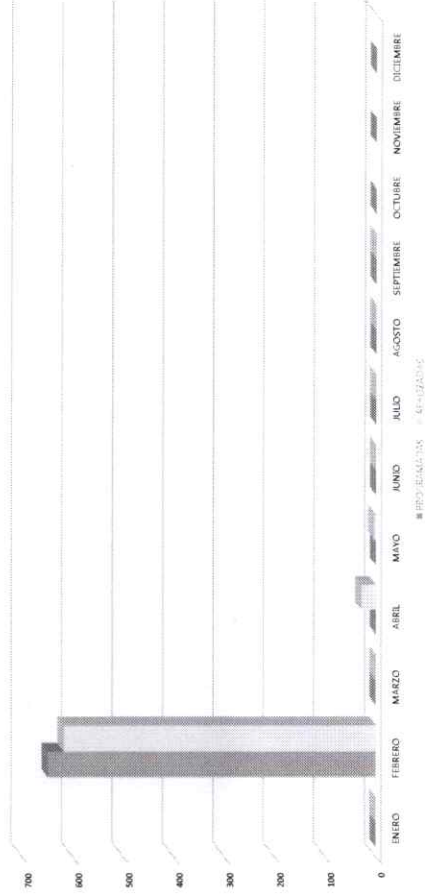 700
600
500
400
300
200
100
0
ENERO
FEBRERO
MARZO
ABRIL
MAYO
JUNIO
JULIO
AGOSTO
SEPTIEMBRE
OCTUBRE
NOVIEMBRE
DICIEMBRE
PROGRAMADAS REALIZADAS